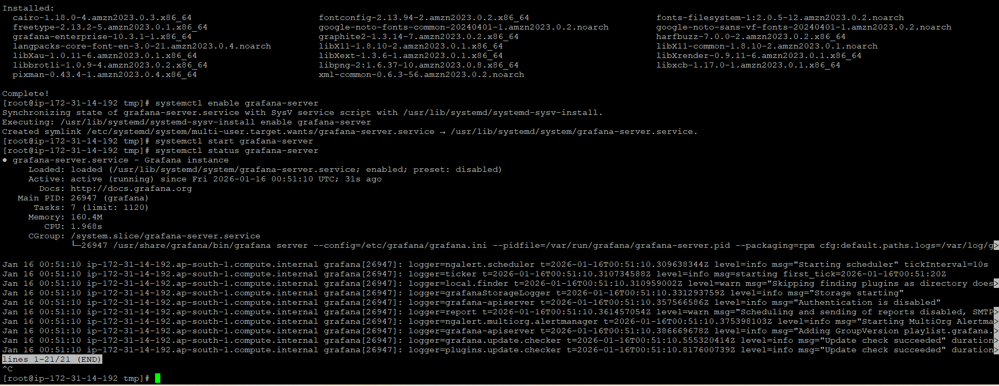 Installed:
cairo-1.18.0-4.amzn2023.0.3.x86_64 fontconfig-2.13.94-2.amzn2023.0.2.x86_64 fonts-filesystem-1:2.0.5-12.amzn2023.0.2.noarch
freetype-2.13.2-5.amzn2023.0.1.x86_64 google-noto-fonts-common-20240401-1.amzn2023.0.2.noarch google-noto-sans-vf-fonts-20240401-1.amzn2023.0.2.noarch
grafana-enterprise-10.3.1-1.x86_64 graphite2-1.3.14-7.amzn2023.0.2.x86_64 harfbuzz-7.0.0-2.amzn2023.0.2.x86_64
langpacks-core-font-en-3.0-21.amzn2023.0.4.noarch libX11-1.8.10-2.amzn2023.0.1.x86_64 libX11-common-1.8.10-2.amzn2023.0.1.noarch
libXau-1.0.11-6.amzn2023.0.1.x86_64 libXext-1.3.6-1.amzn2023.0.1.x86_64 libXrender-0.9.11-6.amzn2023.0.1.x86_64
libbrotli-1.0.9-4.amzn2023.0.2.x86_64 libpng-2:1.6.37-10.amzn2023.0.8.x86_64 libxcb-1.17.0-1.amzn2023.0.1.x86_64
pixman-0.43.4-1.amzn2023.0.4.x86_64 xml-common-0.6.3-56.amzn2023.0.2.noarch
Complete!
[root@ip-172-31-14-192 tmp]# systemctl enable grafana-server
Synchronizing state of grafana-server.service with SysV service script with /usr/lib/systemd/systemd-sysv-install.
Executing: /usr/lib/systemd/systemd-sysv-install enable grafana-server
Created symlink /etc/systemd/system/multi-user.target.wants/grafana-server.service → /usr/lib/systemd/system/grafana-server.service.
[root@ip-172-31-14-192 tmp]# systemctl start grafana-server
[root@ip-172-31-14-192 tmp]# systemctl status grafana-server
● grafana-server.service - Grafana instance
Loaded: loaded (/usr/lib/systemd/system/grafana-server.service; enabled; preset: disabled)
Active: active (running) since Fri 2026-01-16 00:51:10 UTC; 31s ago
Docs: http://docs.grafana.org
Main PID: 26947 (grafana)
Tasks: 7 (limit: 1120)
Memory: 160.4M
CPU: 1.968s
CGroup: /system.slice/grafana-server.service
└─26947 /usr/share/grafana/bin/grafana server --config=/etc/grafana/grafana.ini --pidfile=/var/run/grafana/grafana-server.pid --packaging=rpm cfg:default.paths.logs=/var/log/g>
Jan 16 00:51:10 ip-172-31-14-192.ap-south-1.compute.internal grafana[26947]: logger=ngalert.scheduler t=2026-01-16T00:51:10.309638344Z level=info msg="Starting scheduler" tickInterval=10s
Jan 16 00:51:10 ip-172-31-14-192.ap-south-1.compute.internal grafana[26947]: logger=ticker t=2026-01-16T00:51:10.310734588Z level=info msg=starting first_tick=2026-01-16T00:51:20Z
Jan 16 00:51:10 ip-172-31-14-192.ap-south-1.compute.internal grafana[26947]: logger=local.finder t=2026-01-16T00:51:10.310959002Z level=warn msg="Skipping finding plugins as directory does>
Jan 16 00:51:10 ip-172-31-14-192.ap-south-1.compute.internal grafana[26947]: logger=grafanaStorageLogger t=2026-01-16T00:51:10.331293759Z level=info msg="Storage starting"
Jan 16 00:51:10 ip-172-31-14-192.ap-south-1.compute.internal grafana[26947]: logger=grafana-apiserver t=2026-01-16T00:51:10.357566586Z level=info msg="Authentication is disabled"
Jan 16 00:51:10 ip-172-31-14-192.ap-south-1.compute.internal grafana[26947]: logger=report t=2026-01-16T00:51:10.361457054Z level=warn msg="Scheduling and sending of reports disabled, SMTP>
Jan 16 00:51:10 ip-172-31-14-192.ap-south-1.compute.internal grafana[26947]: logger=ngalert.multiorg.alertmanager t=2026-01-16T00:51:10.375398103Z level=info msg="Starting MultiOrg Alertma>
Jan 16 00:51:10 ip-172-31-14-192.ap-south-1.compute.internal grafana[26947]: logger=grafana-apiserver t=2026-01-16T00:51:10.386669678Z level=info msg="Adding GroupVersion playlist.grafana.>
Jan 16 00:51:10 ip-172-31-14-192.ap-south-1.compute.internal grafana[26947]: logger=grafana.update.checker t=2026-01-16T00:51:10.555320414Z level=info msg="Update check succeeded" duration>
Jan 16 00:51:10 ip-172-31-14-192.ap-south-1.compute.internal grafana[26947]: logger=plugins.update.checker t=2026-01-16T00:51:10.817600739Z level=info msg="Update check succeeded" duration>
lines 1-21/21 (END)
^C
[root@ip-172-31-14-192 tmp]#